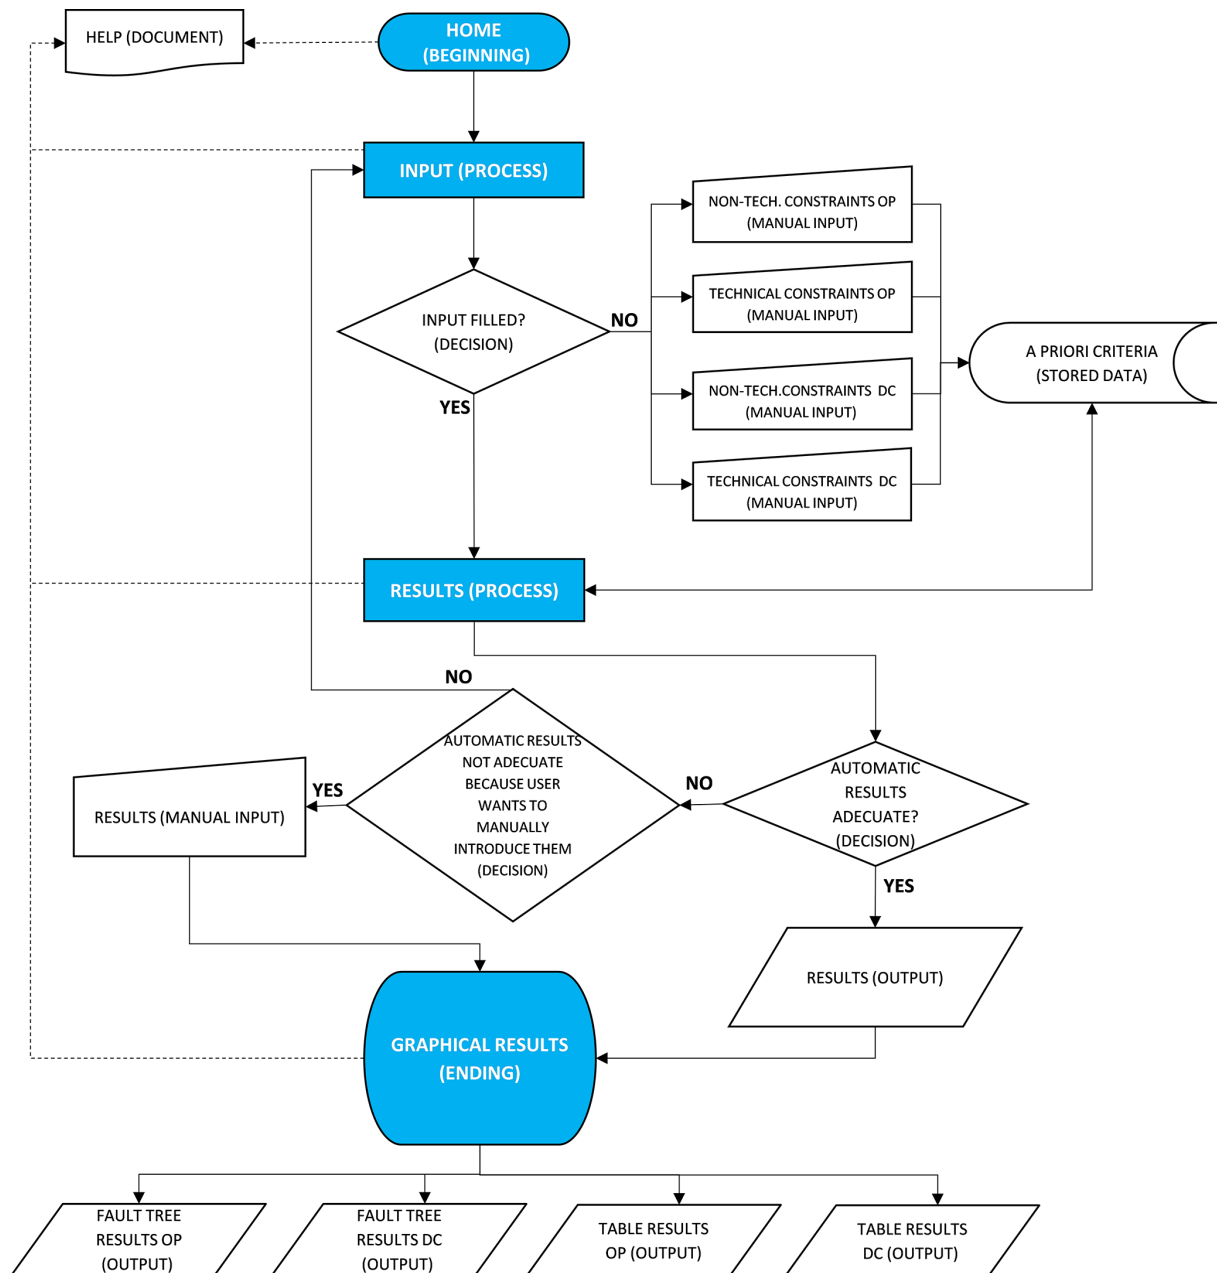 HELP (DOCUMENT)
HOME
(BEGINNING)
INPUT (PROCESS)
NON-TECH. CONSTRAINTS OP
(MANUAL INPUT)
TECHNICAL CONSTRAINTS OP
(MANUAL INPUT)
INPUT FILLED?
(DECISION)
NO
A PRIORI CRITERIA
(STORED DATA)
NON-TECH.CONSTRAINTS DC
(MANUAL INPUT)
YES
TECHNICAL CONSTRAINTS DC
(MANUAL INPUT)
RESULTS (PROCESS)
NO
AUTOMATIC RESULTS
NOT ADEQUATE
BECAUSE USER
WANTS TO
MANUALLY
INTRODUCE THEM
(DECISION)
NO
AUTOMATIC
RESULTS
ADECUATE?
(DECISION)
YES
RESULTS (MANUAL INPUT)
YES
RESULTS (OUTPUT)
GRAPHICAL RESULTS
(ENDING)
FAULT TREE
RESULTS OP
(OUTPUT)
FAULT TREE
RESULTS DC
(OUTPUT)
TABLE RESULTS
OP (OUTPUT)
TABLE RESULTS
DC (OUTPUT)